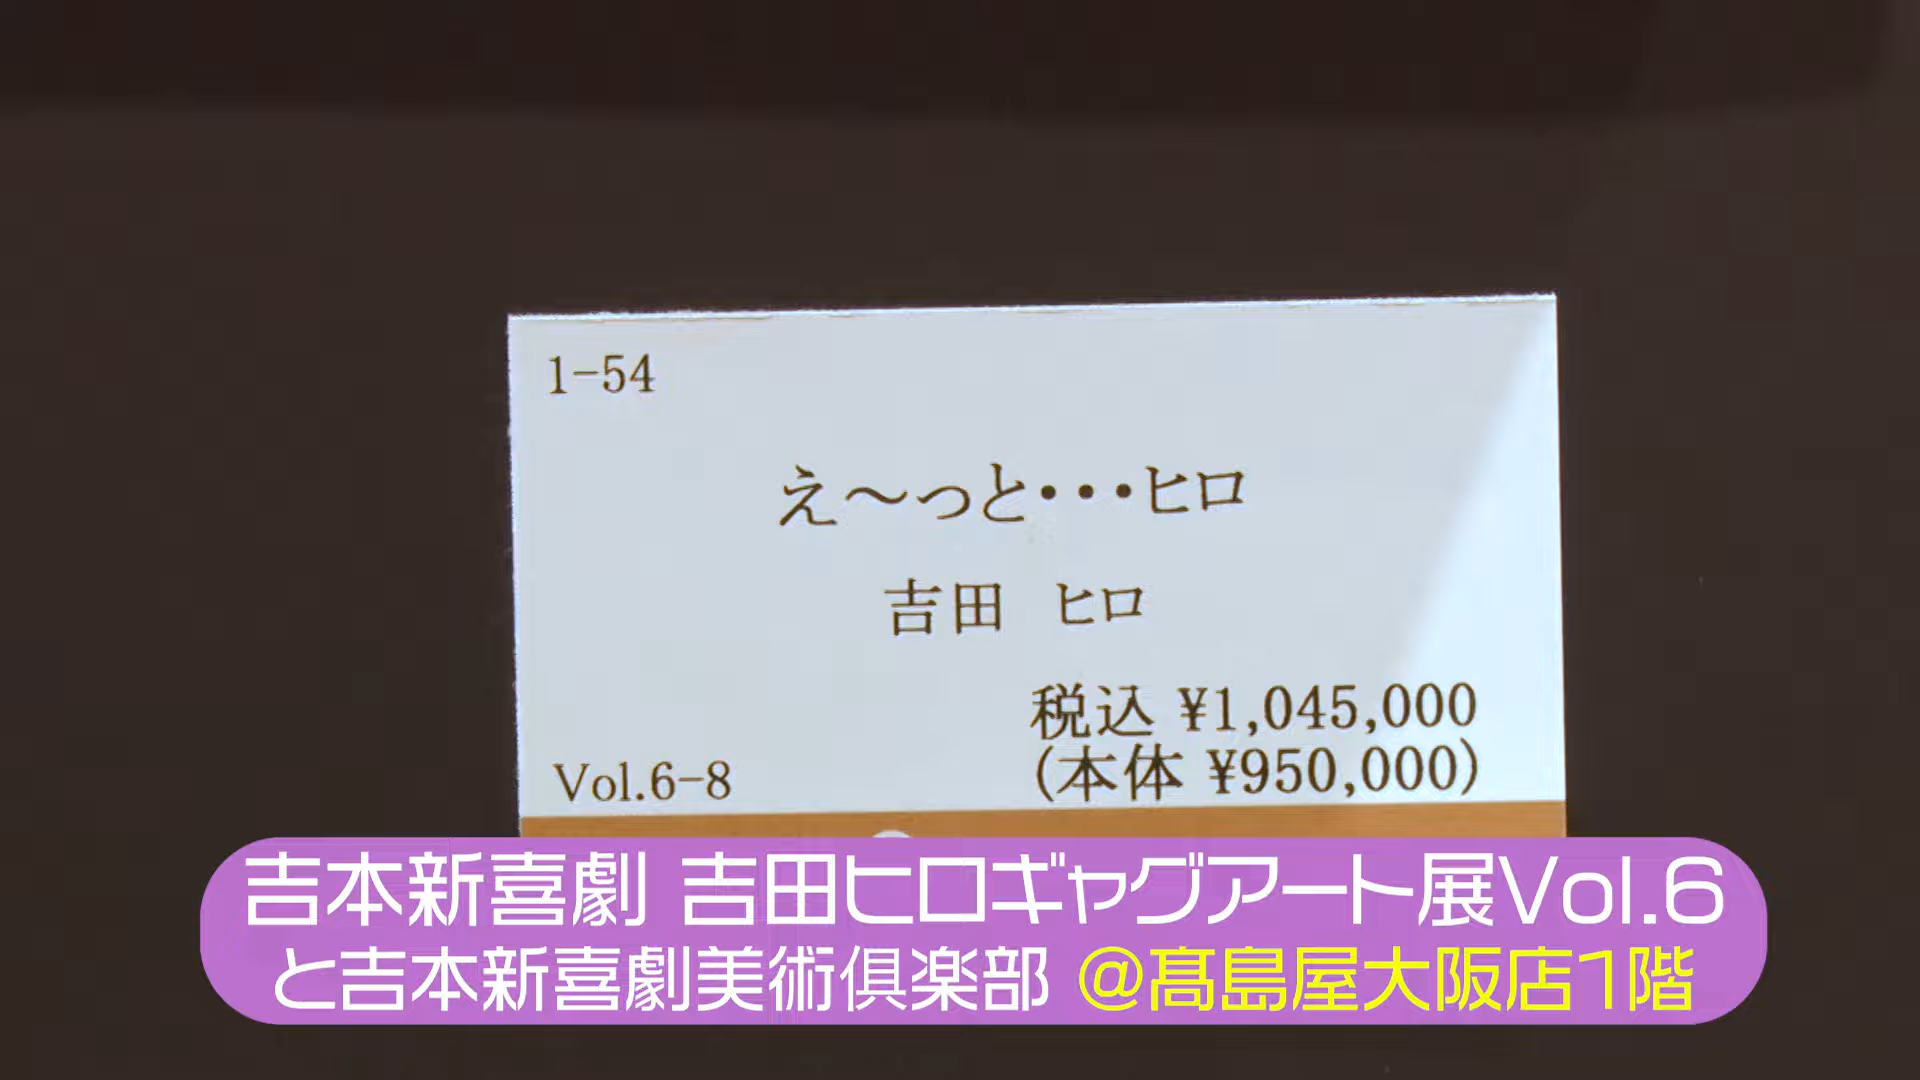 1-54
え～っと・・・ヒロ
吉田 ヒロ
税込 ¥1,045,000
(本体 ¥950,000)
Vol.6-8
吉本新喜劇 吉田ヒロギャグアート展Vol.6
と吉本新喜劇美術倶楽部 @髙島屋大阪店1階